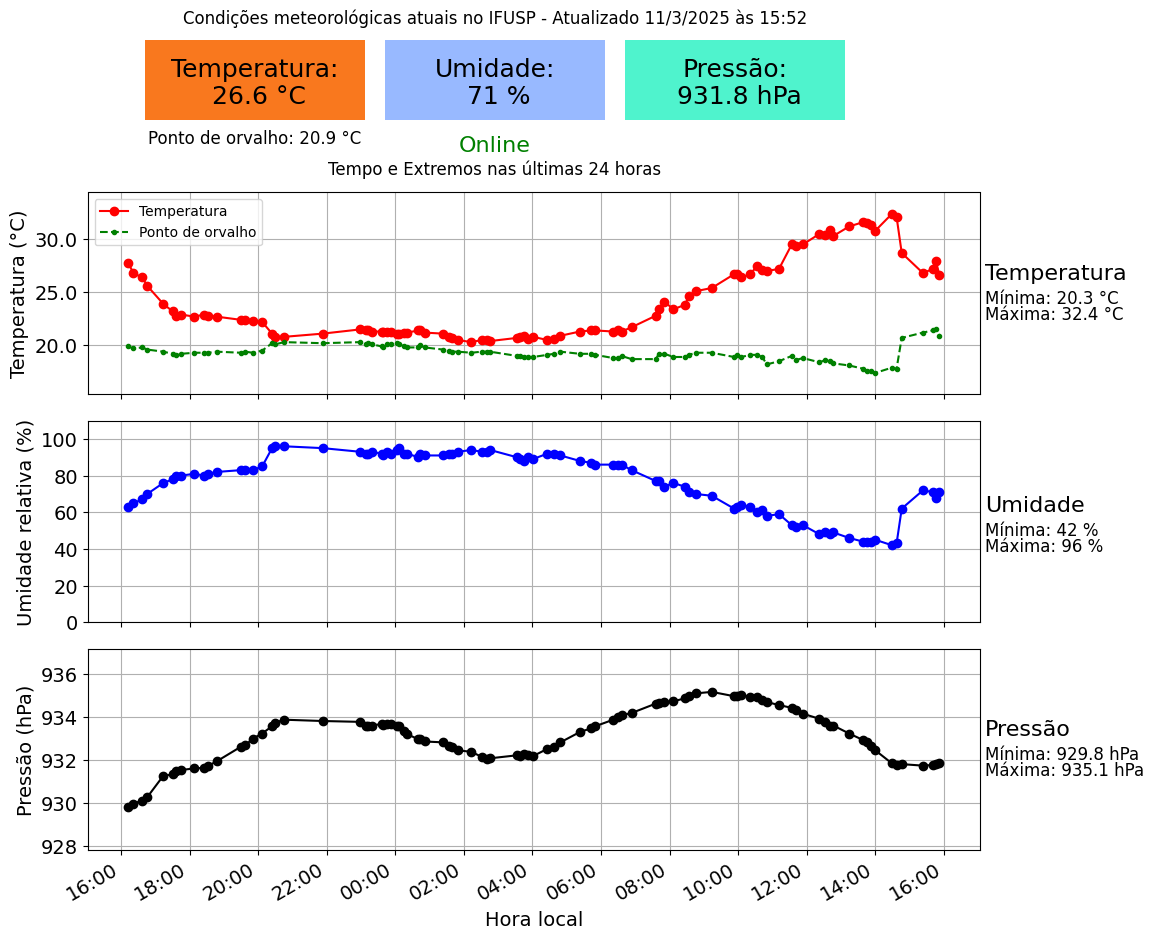 Condições meteorológicas atuais no IFUSP - Atualizado 11/3/2025 às 15:52
Temperatura:
26.6 °C
Umidade:
71 %
Pressão:
931.8 hPa
Ponto de orvalho: 20.9 °C
Online
Tempo e Extremos nas últimas 24 horas
Temperatura (°C)
30.0
25.0
20.0
Temperatura
Ponto de orvalho
Temperatura
Mínima: 20.3 °C
Máxima: 32.4 °C
Umidade relativa (%)
100
80
60
40
20
0
Umidade
Mínima: 42 %
Máxima: 96 %
Pressão (hPa)
936
934
932
930
928
Pressão
Mínima: 929.8 hPa
Máxima: 935.1 hPa
16:00 18:00 20:00 22:00 00:00 02:00 04:00 06:00 08:00 10:00 12:00 14:00 16:00
Hora local